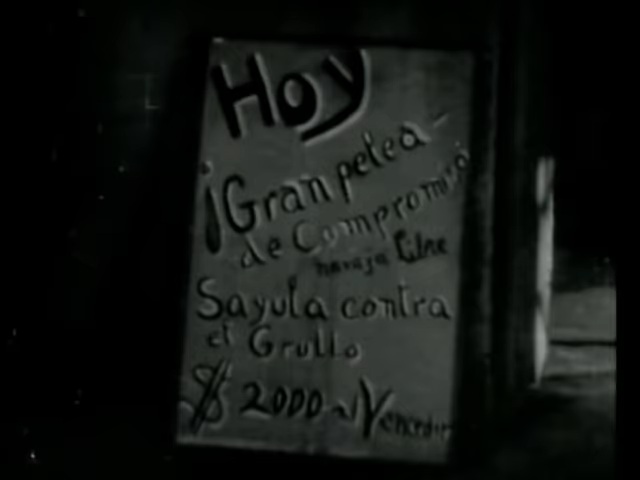 Hoy
¡Gran pelea
de Compromiso
navaja Libre
Sayula contra
el Grullo
$ 2000 al Vencedor